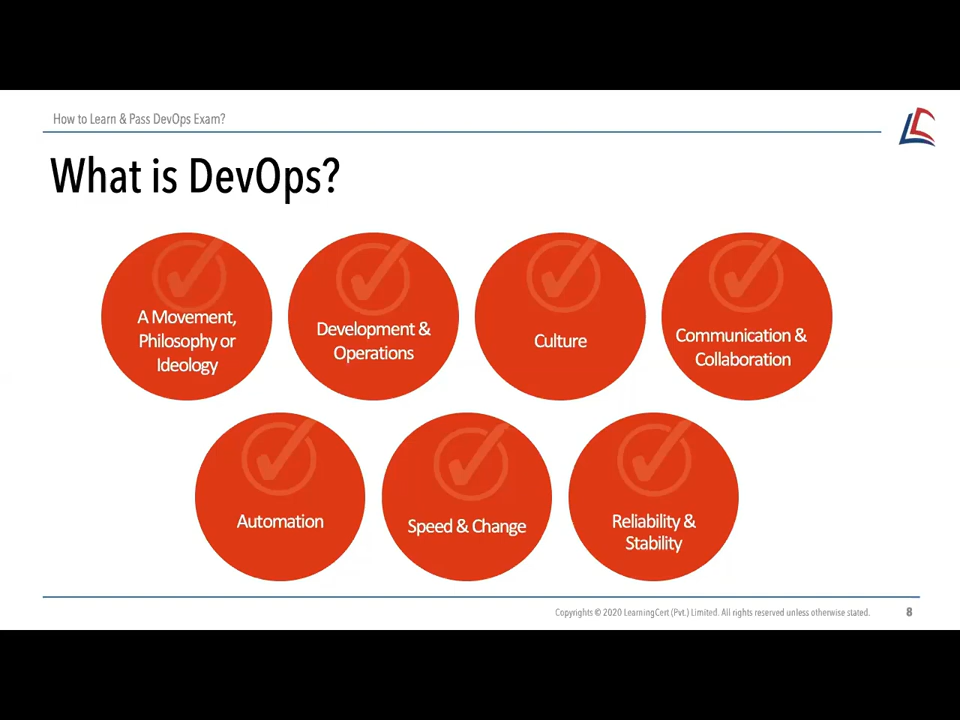 How to Learn & Pass DevOps Exam?
What is DevOps?
A Movement,
Philosophy or
Ideology
Development &
Operations
Culture
Communication &
Collaboration
Automation
Speed & Change
Reliability &
Stability
Copyrights © 2020 LearningCert (Pvt.) Limited. All rights reserved unless otherwise stated.
8